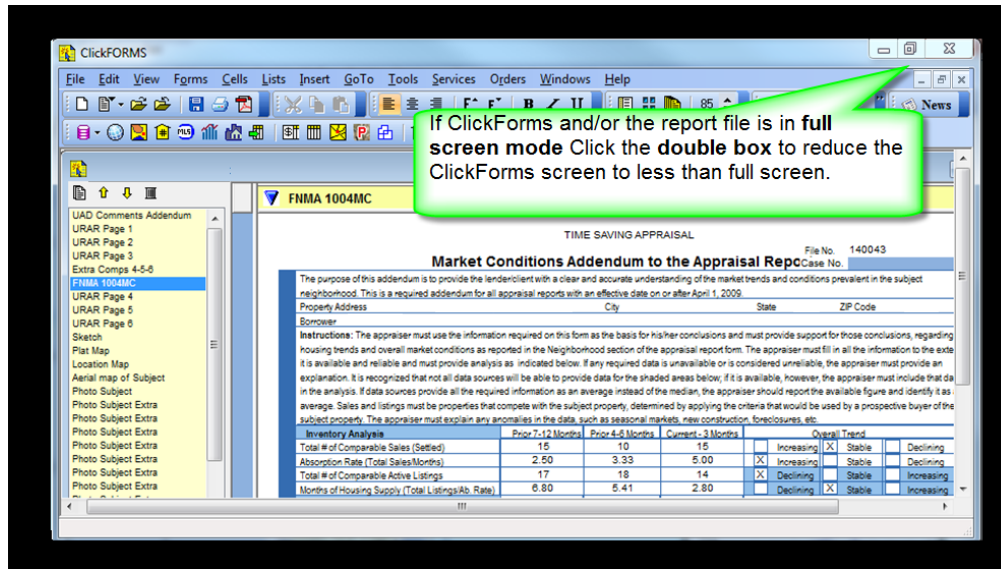 ClickFORMS
File Edit View Forms Cells Lists Insert GoTo Tools Services Orders Windows Help
B I U 85 News
MLS
If ClickForms and/or the report file is in full
screen mode Click the double box to reduce the
ClickForms screen to less than full screen.
UAD Comments Addendum
URAR Page 1
URAR Page 2
URAR Page 3
Extra Comps 4-5-6
FNMA 1004MC
URAR Page 4
URAR Page 5
URAR Page 6
Sketch
Plat Map
Location Map
Aerial map of Subject
Photo Subject
Photo Subject Extra
Photo Subject Extra
Photo Subject Extra
Photo Subject Extra
Photo Subject Extra
Photo Subject Extra
FNMA 1004MC
TIME SAVING APPRAISAL
File No. 140043
Market Conditions Addendum to the Appraisal Repo Case No.
The purpose of this addendum is to provide the lender/client with a clear and accurate understanding of the market trends and conditions prevalent in the subject
neighborhood. This is a required addendum for all appraisal reports with an effective date on or after April 1, 2009.
Property Address City State ZIP Code
Borrower
Instructions: The appraiser must use the information required on this form as the basis for his/her conclusions and must provide support for those conclusions, regarding
housing trends and overall market conditions as reported in the Neighborhood section of the appraisal report form. The appraiser must fill in all the information to the exte
it is available and reliable and must provide analysis as indicated below. If any required data is unavailable or is considered unreliable, the appraiser must provide an
explanation. It is recognized that not all data sources will be able to provide data for the shaded areas below; if it is available, however, the appraiser must include that da
in the analysis. If data sources provide all the required information as an average instead of the median, the appraiser should report the available figure and identify it as
average. Sales and listings must be properties that compete with the subject property, determined by applying the criteria that would be used by a prospective buyer of the
subject property. The appraiser must explain any anomalies in the data, such as seasonal markets, new construction, foreclosures, etc.
Inventory Analysis Prior 7-12 Months Prior 4-6 Months Current - 3 Months Overall Trend
Total # of Comparable Sales (Settled) 15 10 15 Increasing X Stable Declining
Absorption Rate (Total Sales/Months) 2.50 3.33 5.00 X Increasing Stable Declining
Total # of Comparable Active Listings 17 18 14 X Declining Stable Increasing
Months of Housing Supply (Total Listings/Ab. Rate) 6.80 5.41 2.80 Declining X Stable Increasing